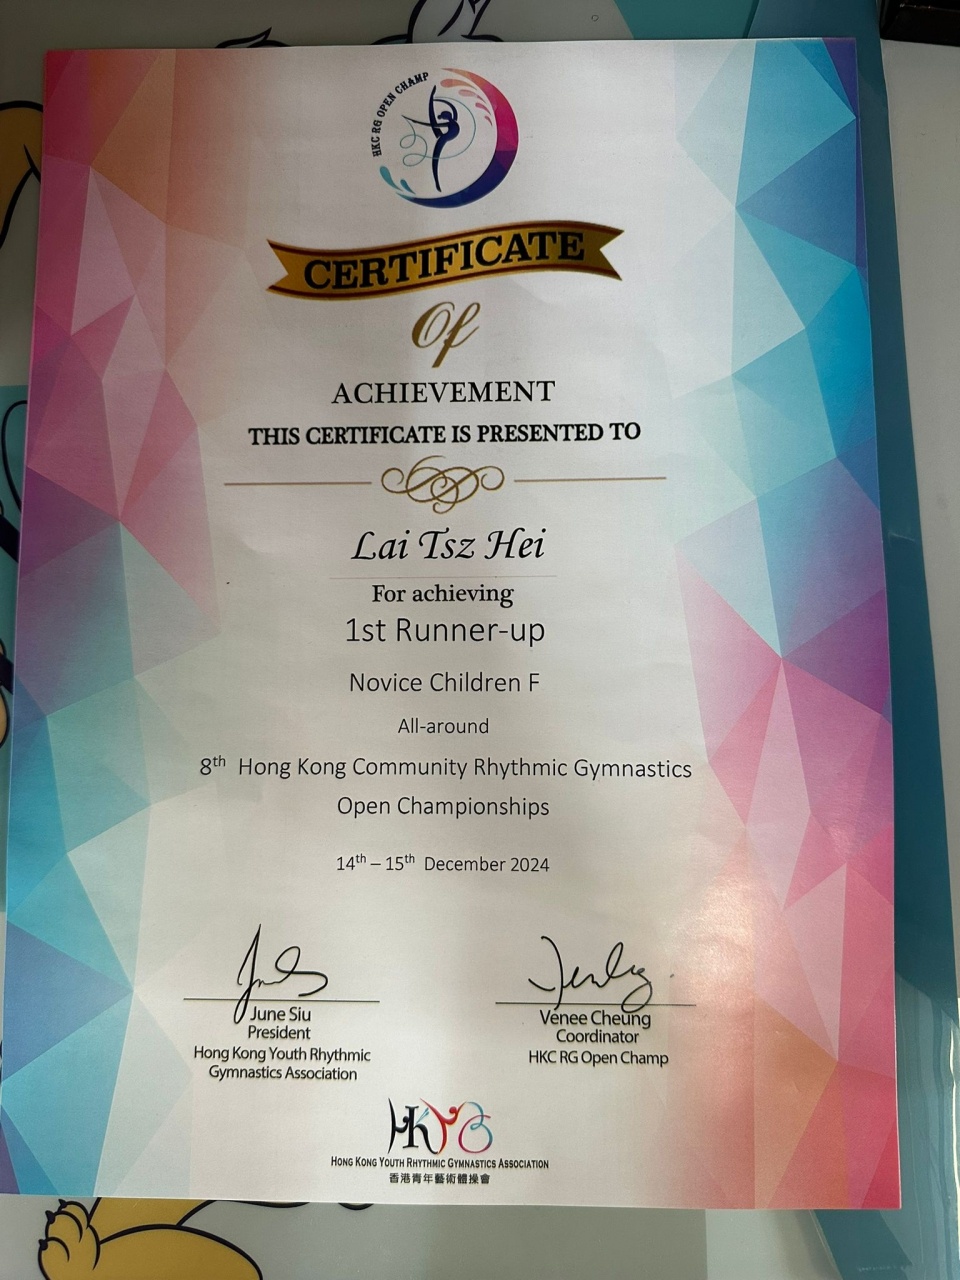 HKC RG OPEN CHAMP
CERTIFICATE
Of
ACHIEVEMENT
THIS CERTIFICATE IS PRESENTED TO
Lai Tsz Hei
For achieving
1st Runner-up
Novice Children F
All-around
8th Hong Kong Community Rhythmic Gymnastics
Open Championships
14th – 15th December 2024
June Siu
President
Hong Kong Youth Rhythmic
Gymnastics Association
Venee Cheung
Coordinator
HKC RG Open Champ
HONG KONG YOUTH RHYTHMIC GYMNASTICS ASSOCIATION
香港青年藝術體操會